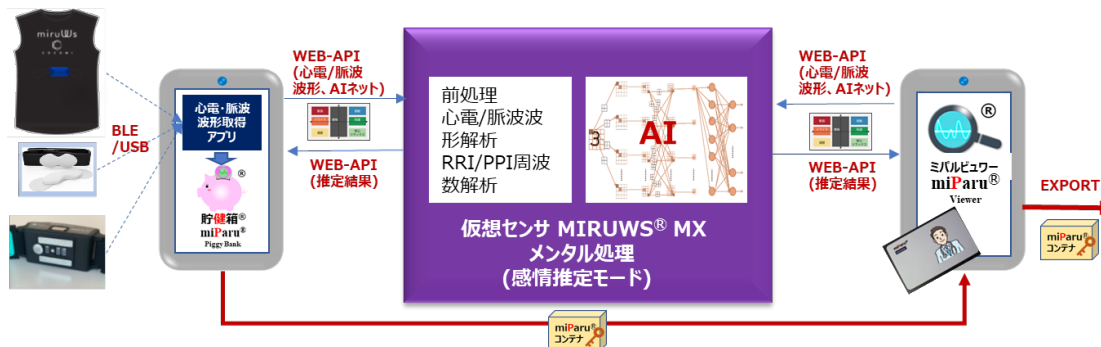 miruWs
BLE
/USB
心電・脈波
波形取得
アプリ
貯健箱®
miParu®
Piggy Bank
WEB-API
(心電/脈波
波形、AIネット)
WEB-API
(推定結果)
前処理
心電/脈波波
形解析
RRI/PPI周波
数解析
3
AI
仮想センサ MIRUWS® MX
メンタル処理
(感情推定モード)
WEB-API
(心電/脈波
波形、AIネット)
WEB-API
(推定結果)
®
ミパルビュワー
miParu®
Viewer
EXPORT
miParu®
コンテナ
miParu®
コンテナ